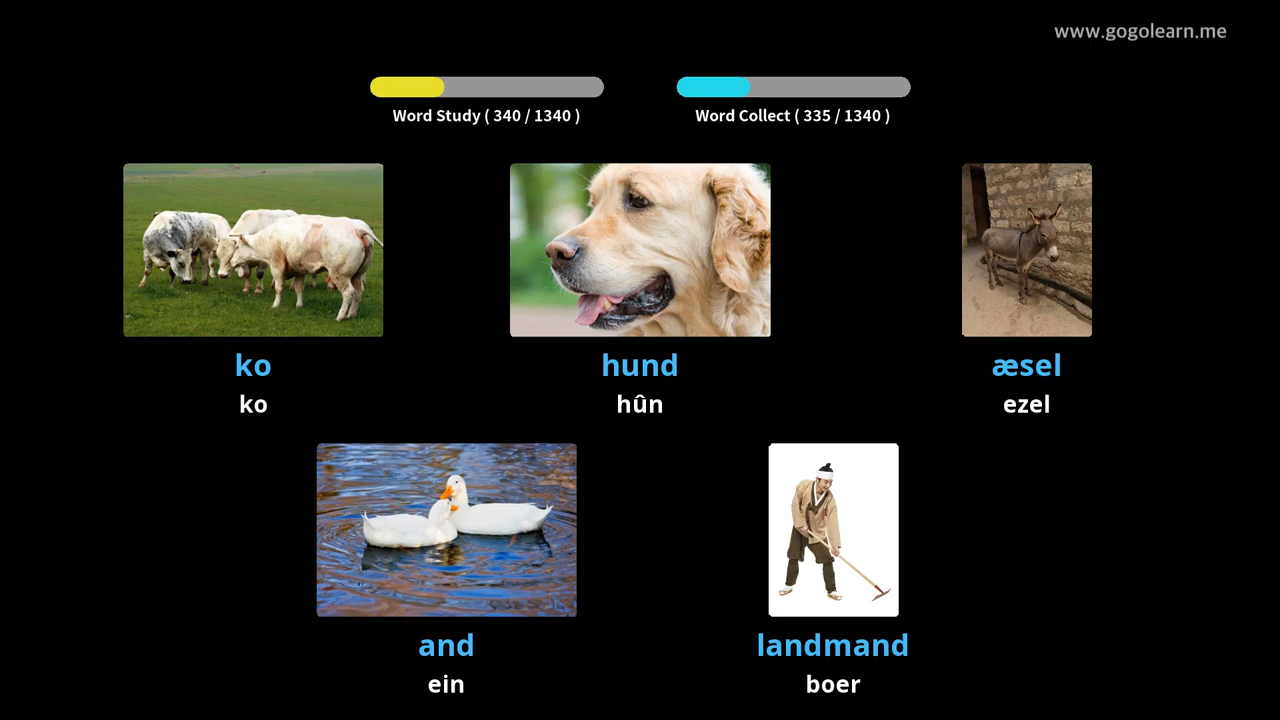 www.gogolearn.me
Word Study ( 340 / 1340 )
Word Collect ( 335 / 1340 )
ko
ko
hund
hûn
æsel
ezel
and
ein
landmand
boer